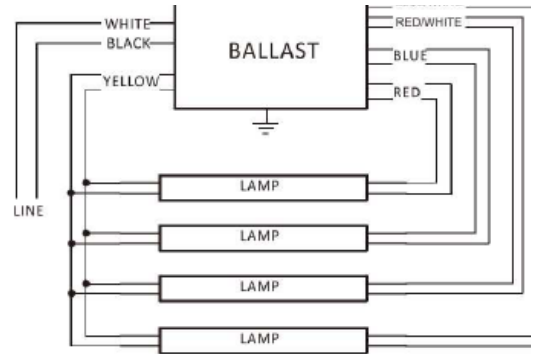 WHITE
BLACK
YELLOW
BALLAST
RED/WHITE
BLUE
RED
LINE
LAMP
LAMP
LAMP
LAMP